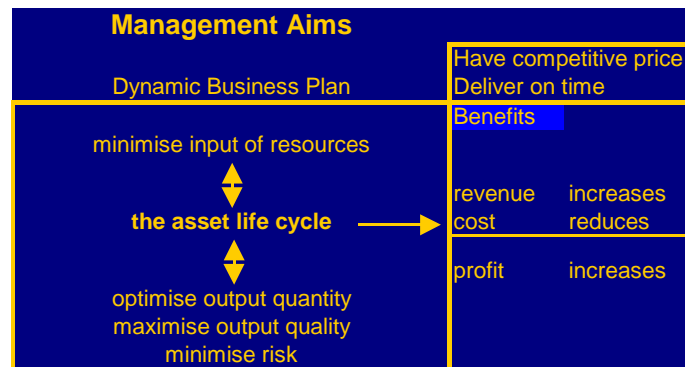 Management Aims
Have competitive price
Dynamic Business Plan Deliver on time
Benefits
minimise input of resources
revenue increases
the asset life cycle cost reduces
profit increases
optimise output quantity
maximise output quality
minimise risk